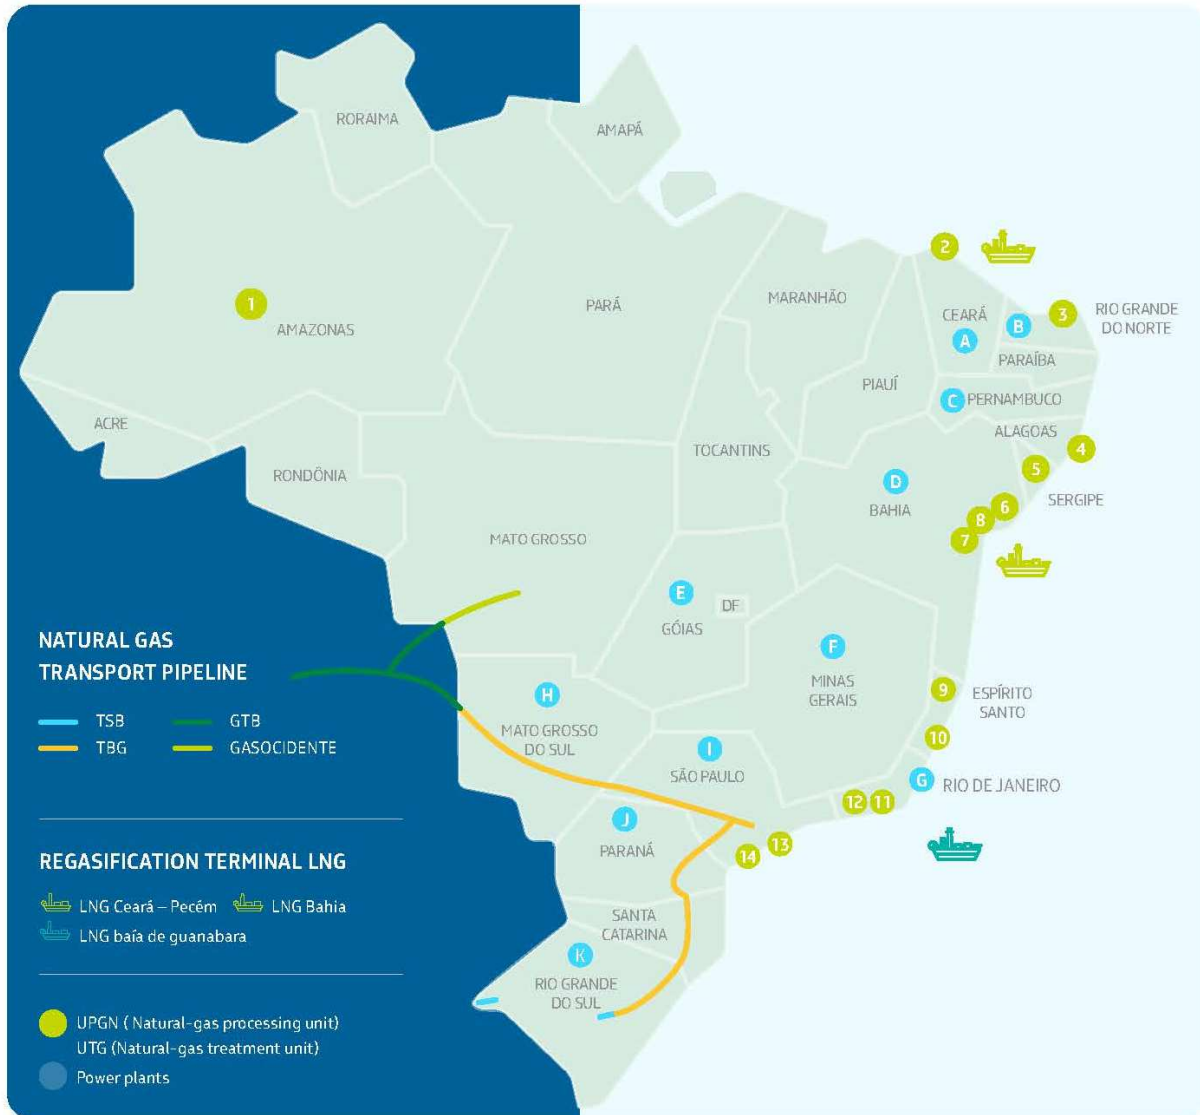 RORAIMA
AMAPÁ
2
1
AMAZONAS
PARÁ
MARANHÃO
CEARÁ
A
B
3
RIO GRANDE
DO NORTE
PARAÍBA
PIAUÍ
C
PERNAMBUCO
ACRE
ALAGOAS
4
TOCANTINS
RONDÔNIA
5
D
BAHIA
SERGIPE
6
8
7
MATO GROSSO
E
GÓIAS
DF
F
MINAS
GERAIS
9
ESPÍRITO
SANTO
10
H
MATO GROSSO
DO SUL
I
SÃO PAULO
G
RIO DE JANEIRO
12
11
J
PARANÁ
14
13
SANTA
CATARINA
K
RIO GRANDE
DO SUL
NATURAL GAS
TRANSPORT PIPELINE
TSB
GTB
TBG
GASOCIDENTE
REGASIFICATION TERMINAL LNG
LNG Ceará – Pecém
LNG Bahia
LNG baía de guanabara
UPGN ( Natural-gas processing unit)
UTG (Natural-gas treatment unit)
Power plants